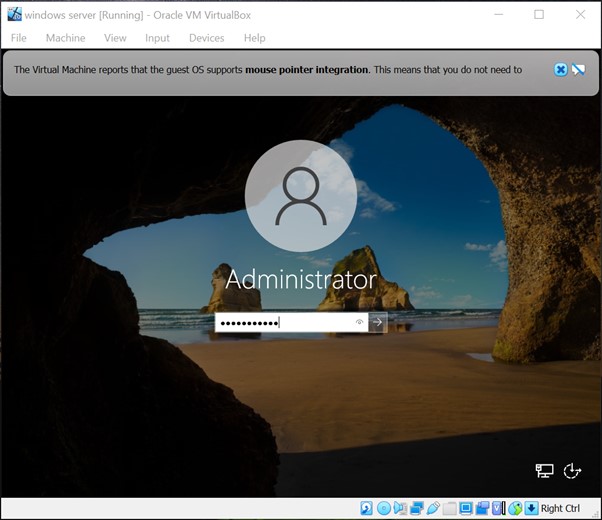 windows server [Running] - Oracle VM VirtualBox
File Machine View Input Devices Help
The Virtual Machine reports that the guest OS supports mouse pointer integration. This means that you do not need to
Administrator
●●●●●●●●●●●
Right Ctrl